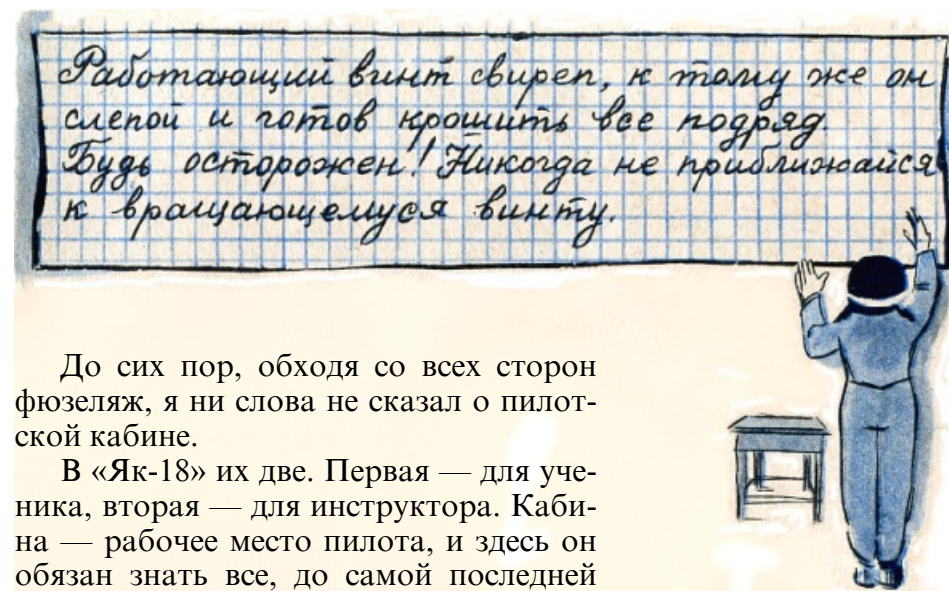 Работающий винт свиреп, к тому же он
слепой и готов крошить все подряд.
Будь осторожен! Никогда не приближайся
к вращающемуся винту.
До сих пор, обходя со всех сторон
фюзеляж, я ни слова не сказал о пилот-
ской кабине.
В «Як-18» их две. Первая — для уче-
ника, вторая — для инструктора. Каби-
на — рабочее место пилота, и здесь он
обязан знать все, до самой последней